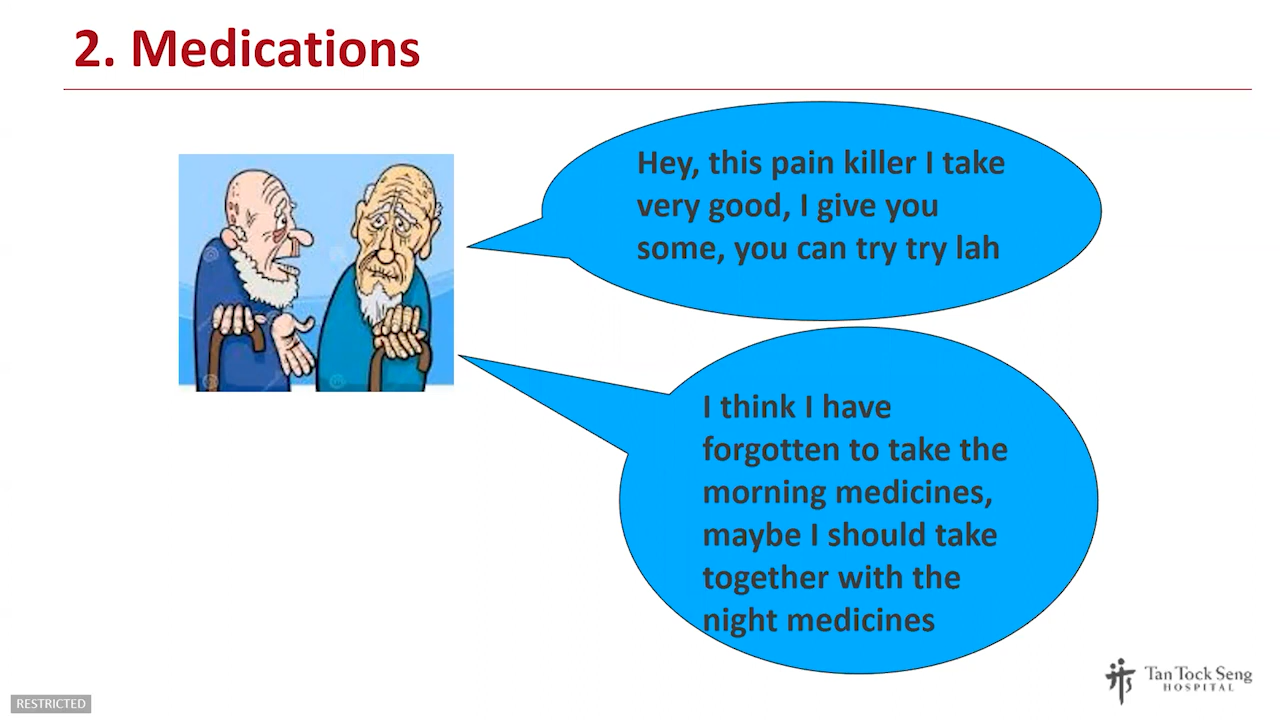 2. Medications
Hey, this pain killer I take
very good, I give you
some, you can try try lah
I think I have
forgotten to take the
morning medicines,
maybe I should take
together with the
night medicines
Tan Tock Seng
HOSPITAL
RESTRICTED